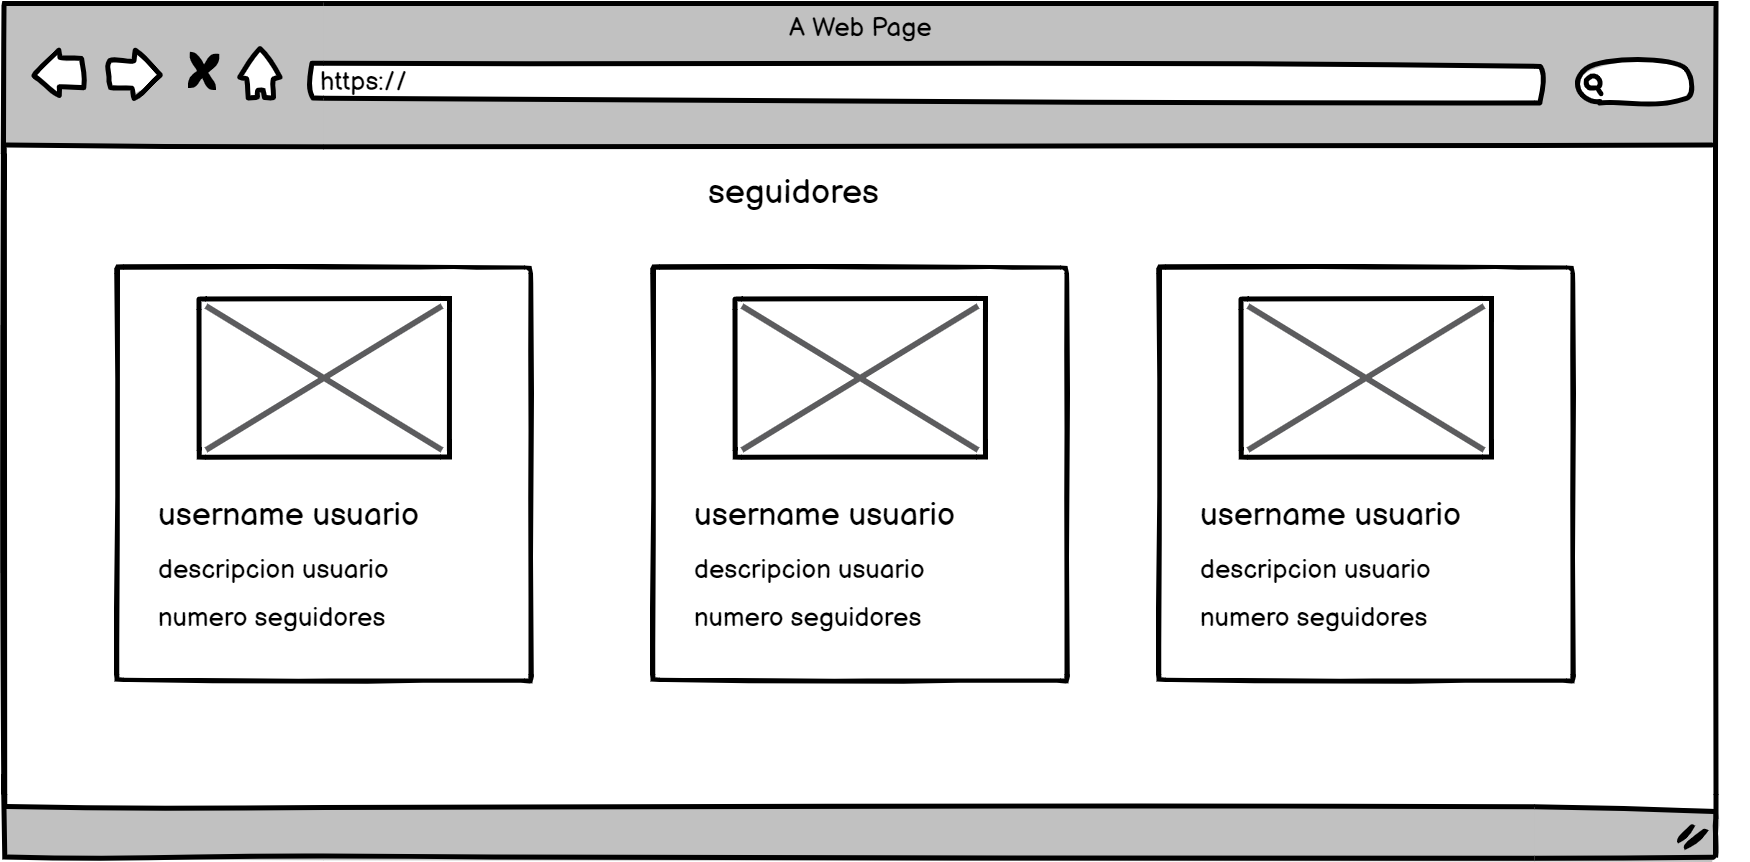 A Web Page
https://
seguidores
username usuario
descripcion usuario
numero seguidores
username usuario
descripcion usuario
numero seguidores
username usuario
descripcion usuario
numero seguidores